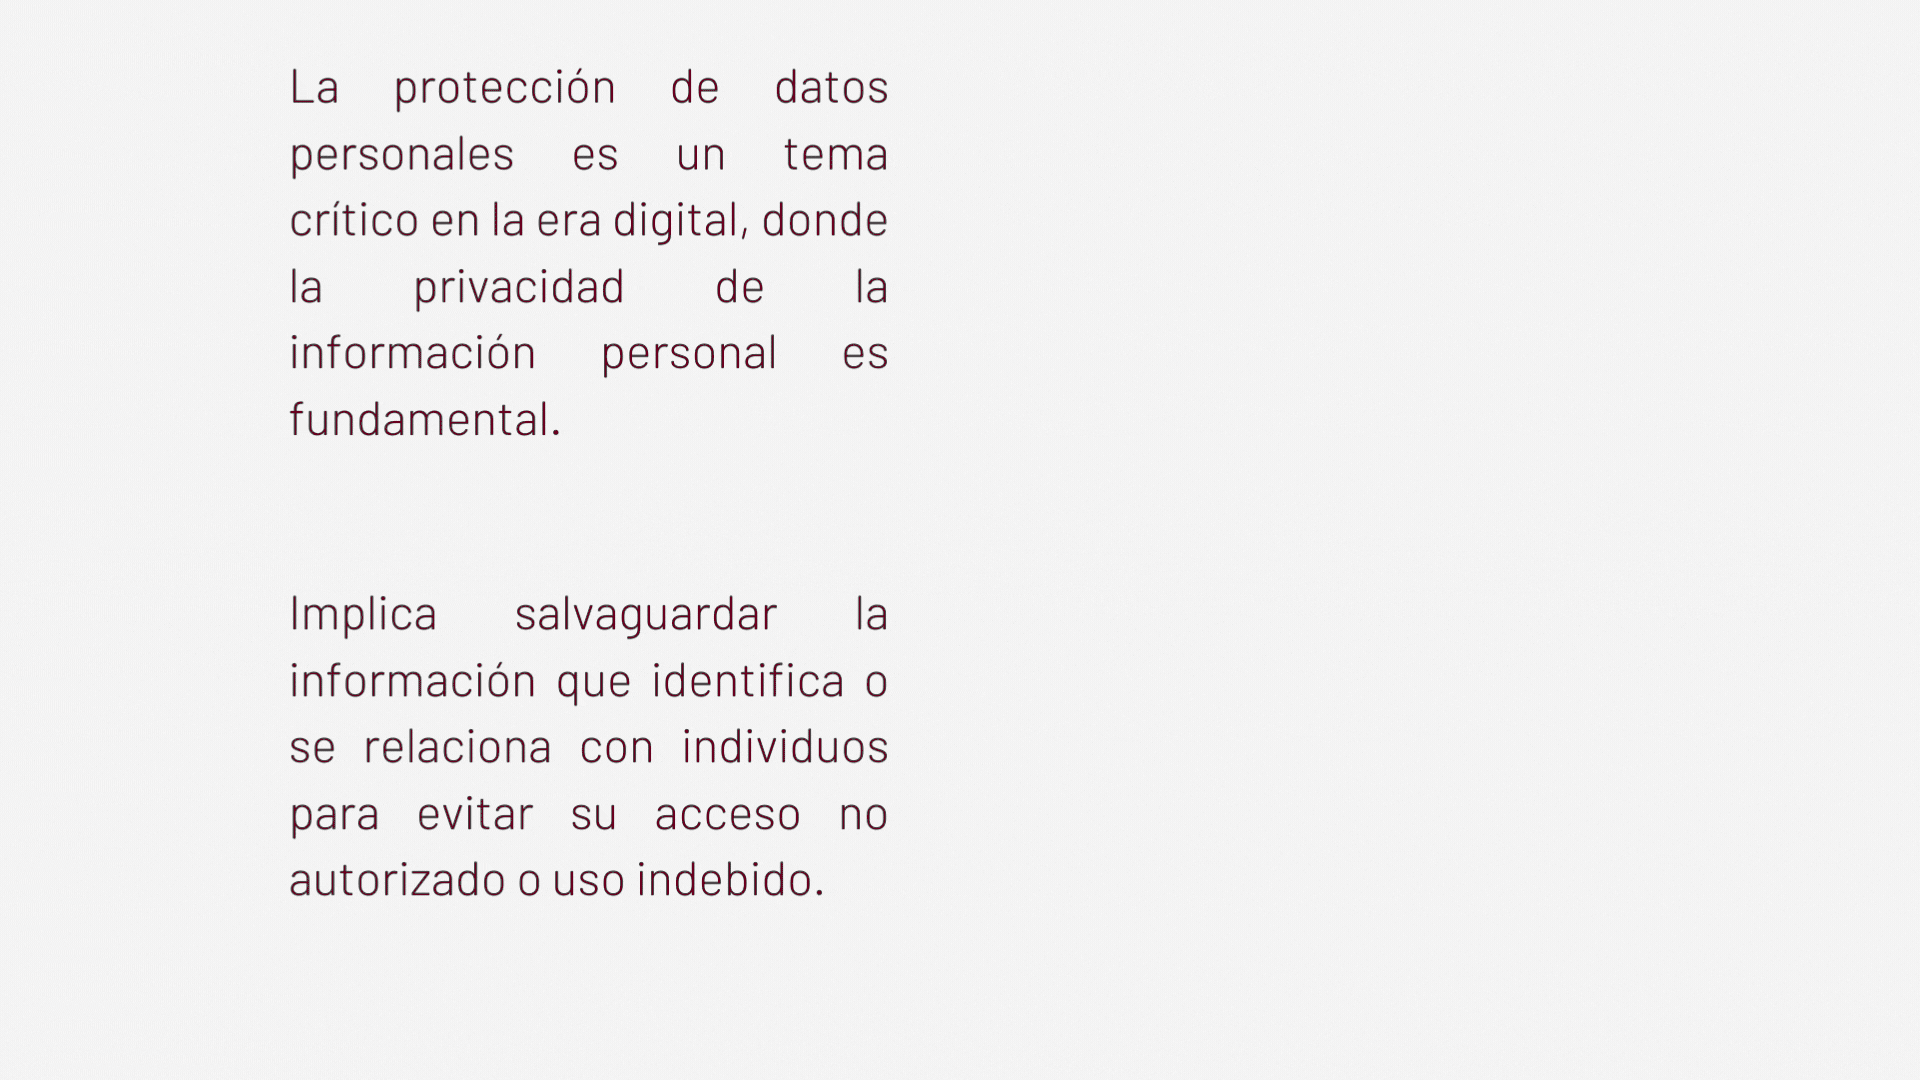 La protección de datos
personales es un tema
crítico en la era digital, donde
la privacidad de la
información personal es
fundamental.
Implica salvaguardar la
información que identifica o
se relaciona con individuos
para evitar su acceso no
autorizado o uso indebido.